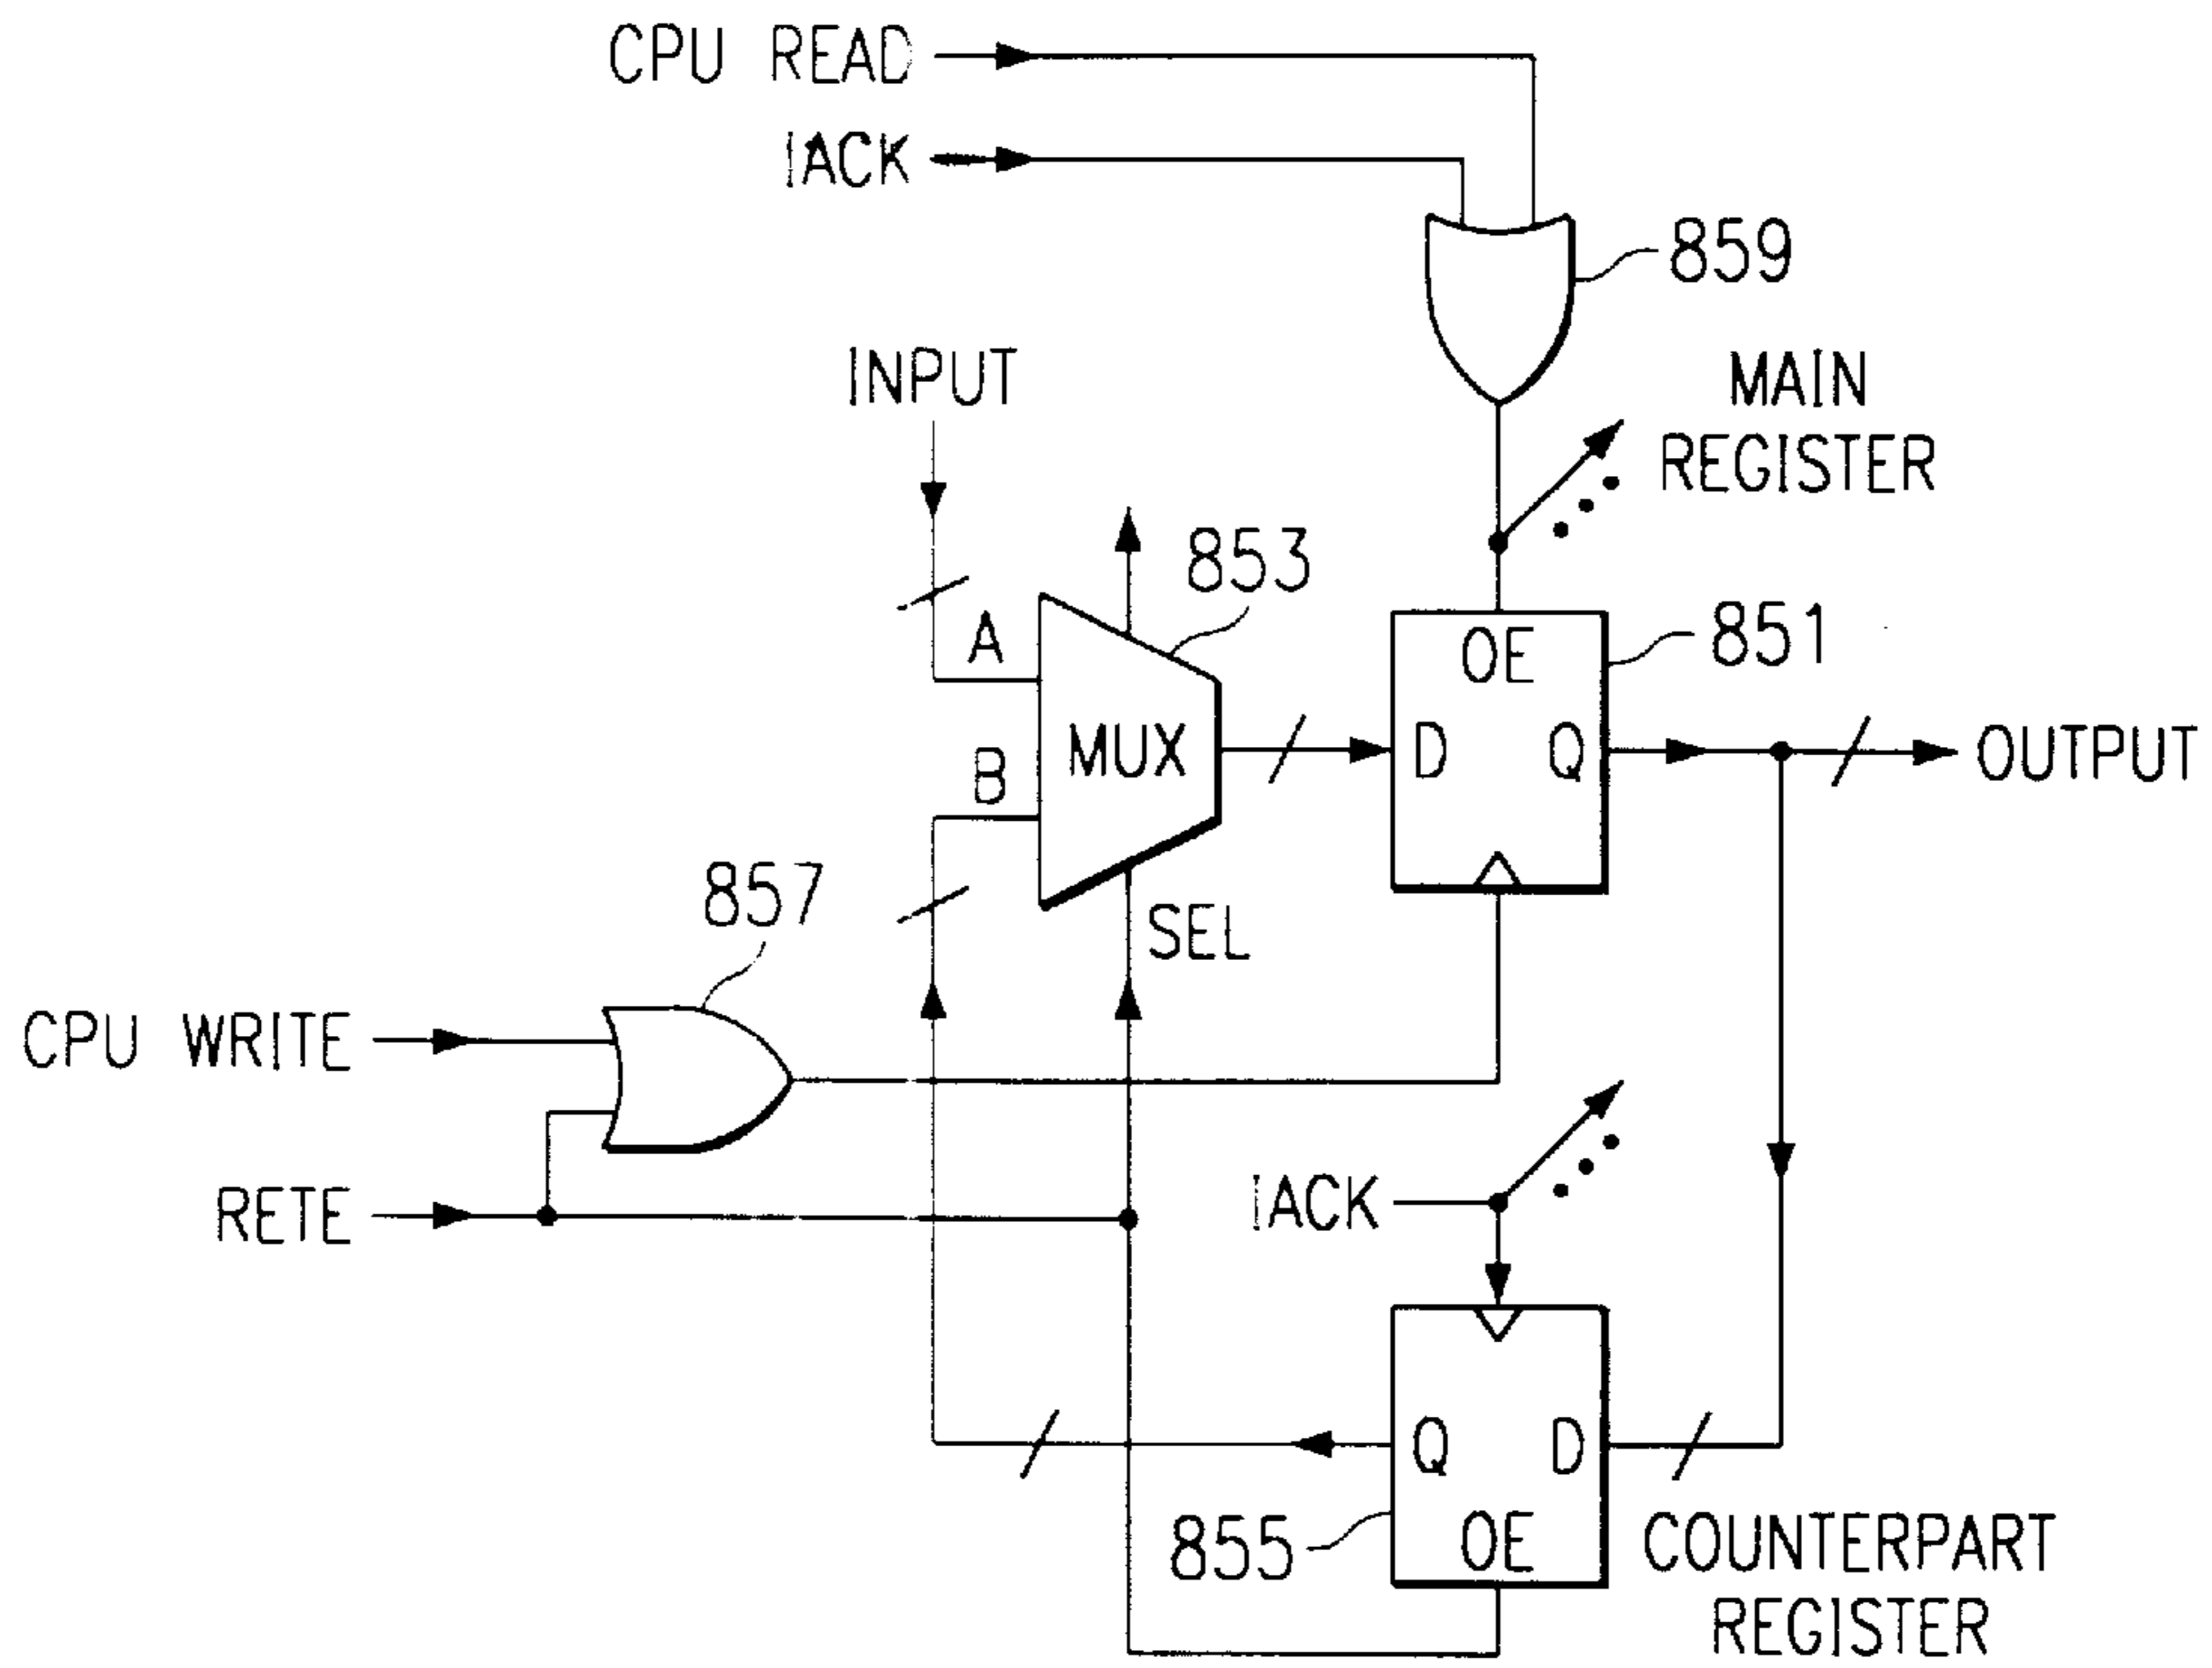 CPU READ
IACK
859
INPUT
MAIN
REGISTER
853
A
851
OE
MUX
D
Q
OUTPUT
B
857
SEL
CPU WRITE
RETE
IACK
Q
D
855
OE
COUNTERPART
REGISTER